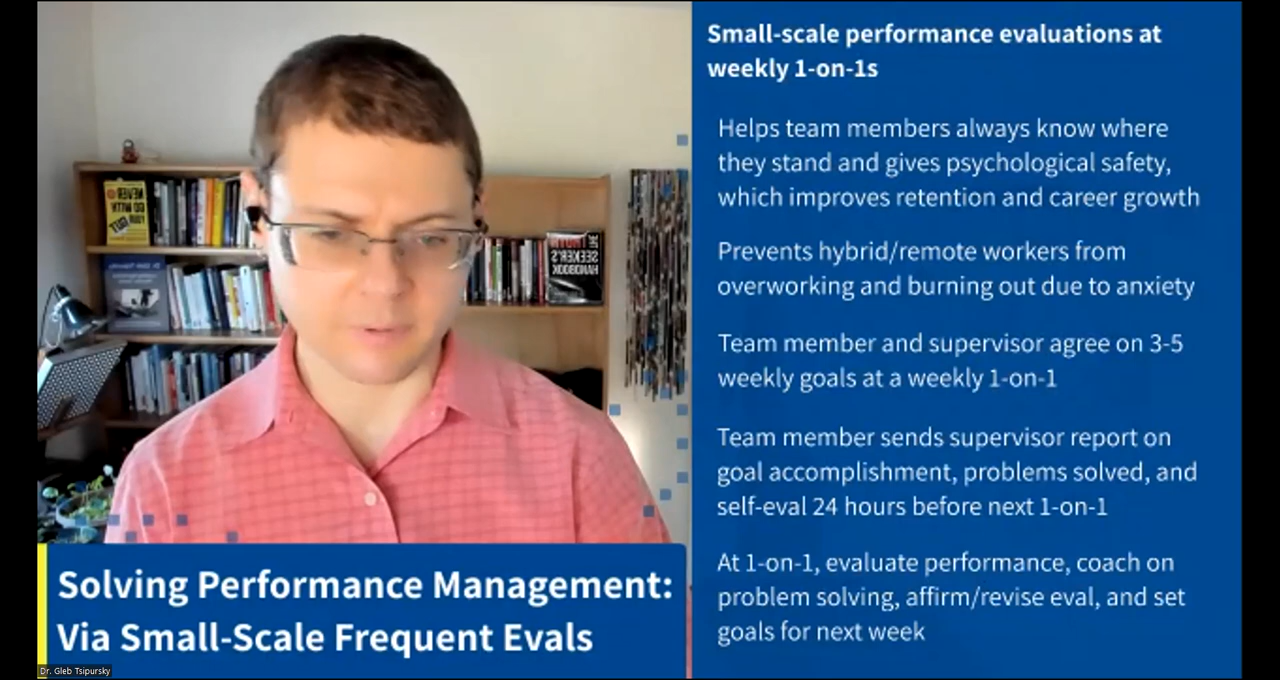 Small-scale performance evaluations at
weekly 1-on-1s
Helps team members always know where
they stand and gives psychological safety,
which improves retention and career growth
Prevents hybrid/remote workers from
overworking and burning out due to anxiety
Team member and supervisor agree on 3-5
weekly goals at a weekly 1-on-1
Team member sends supervisor report on
goal accomplishment, problems solved, and
self-eval 24 hours before next 1-on-1
At 1-on-1, evaluate performance, coach on
problem solving, affirm/revise eval, and set
goals for next week
NEVER
GO WITH
YOUR
GUT
SEEKER'S
HANDBOOK
Solving Performance Management:
Via Small-Scale Frequent Evals
Dr. Gleb Tsipursky